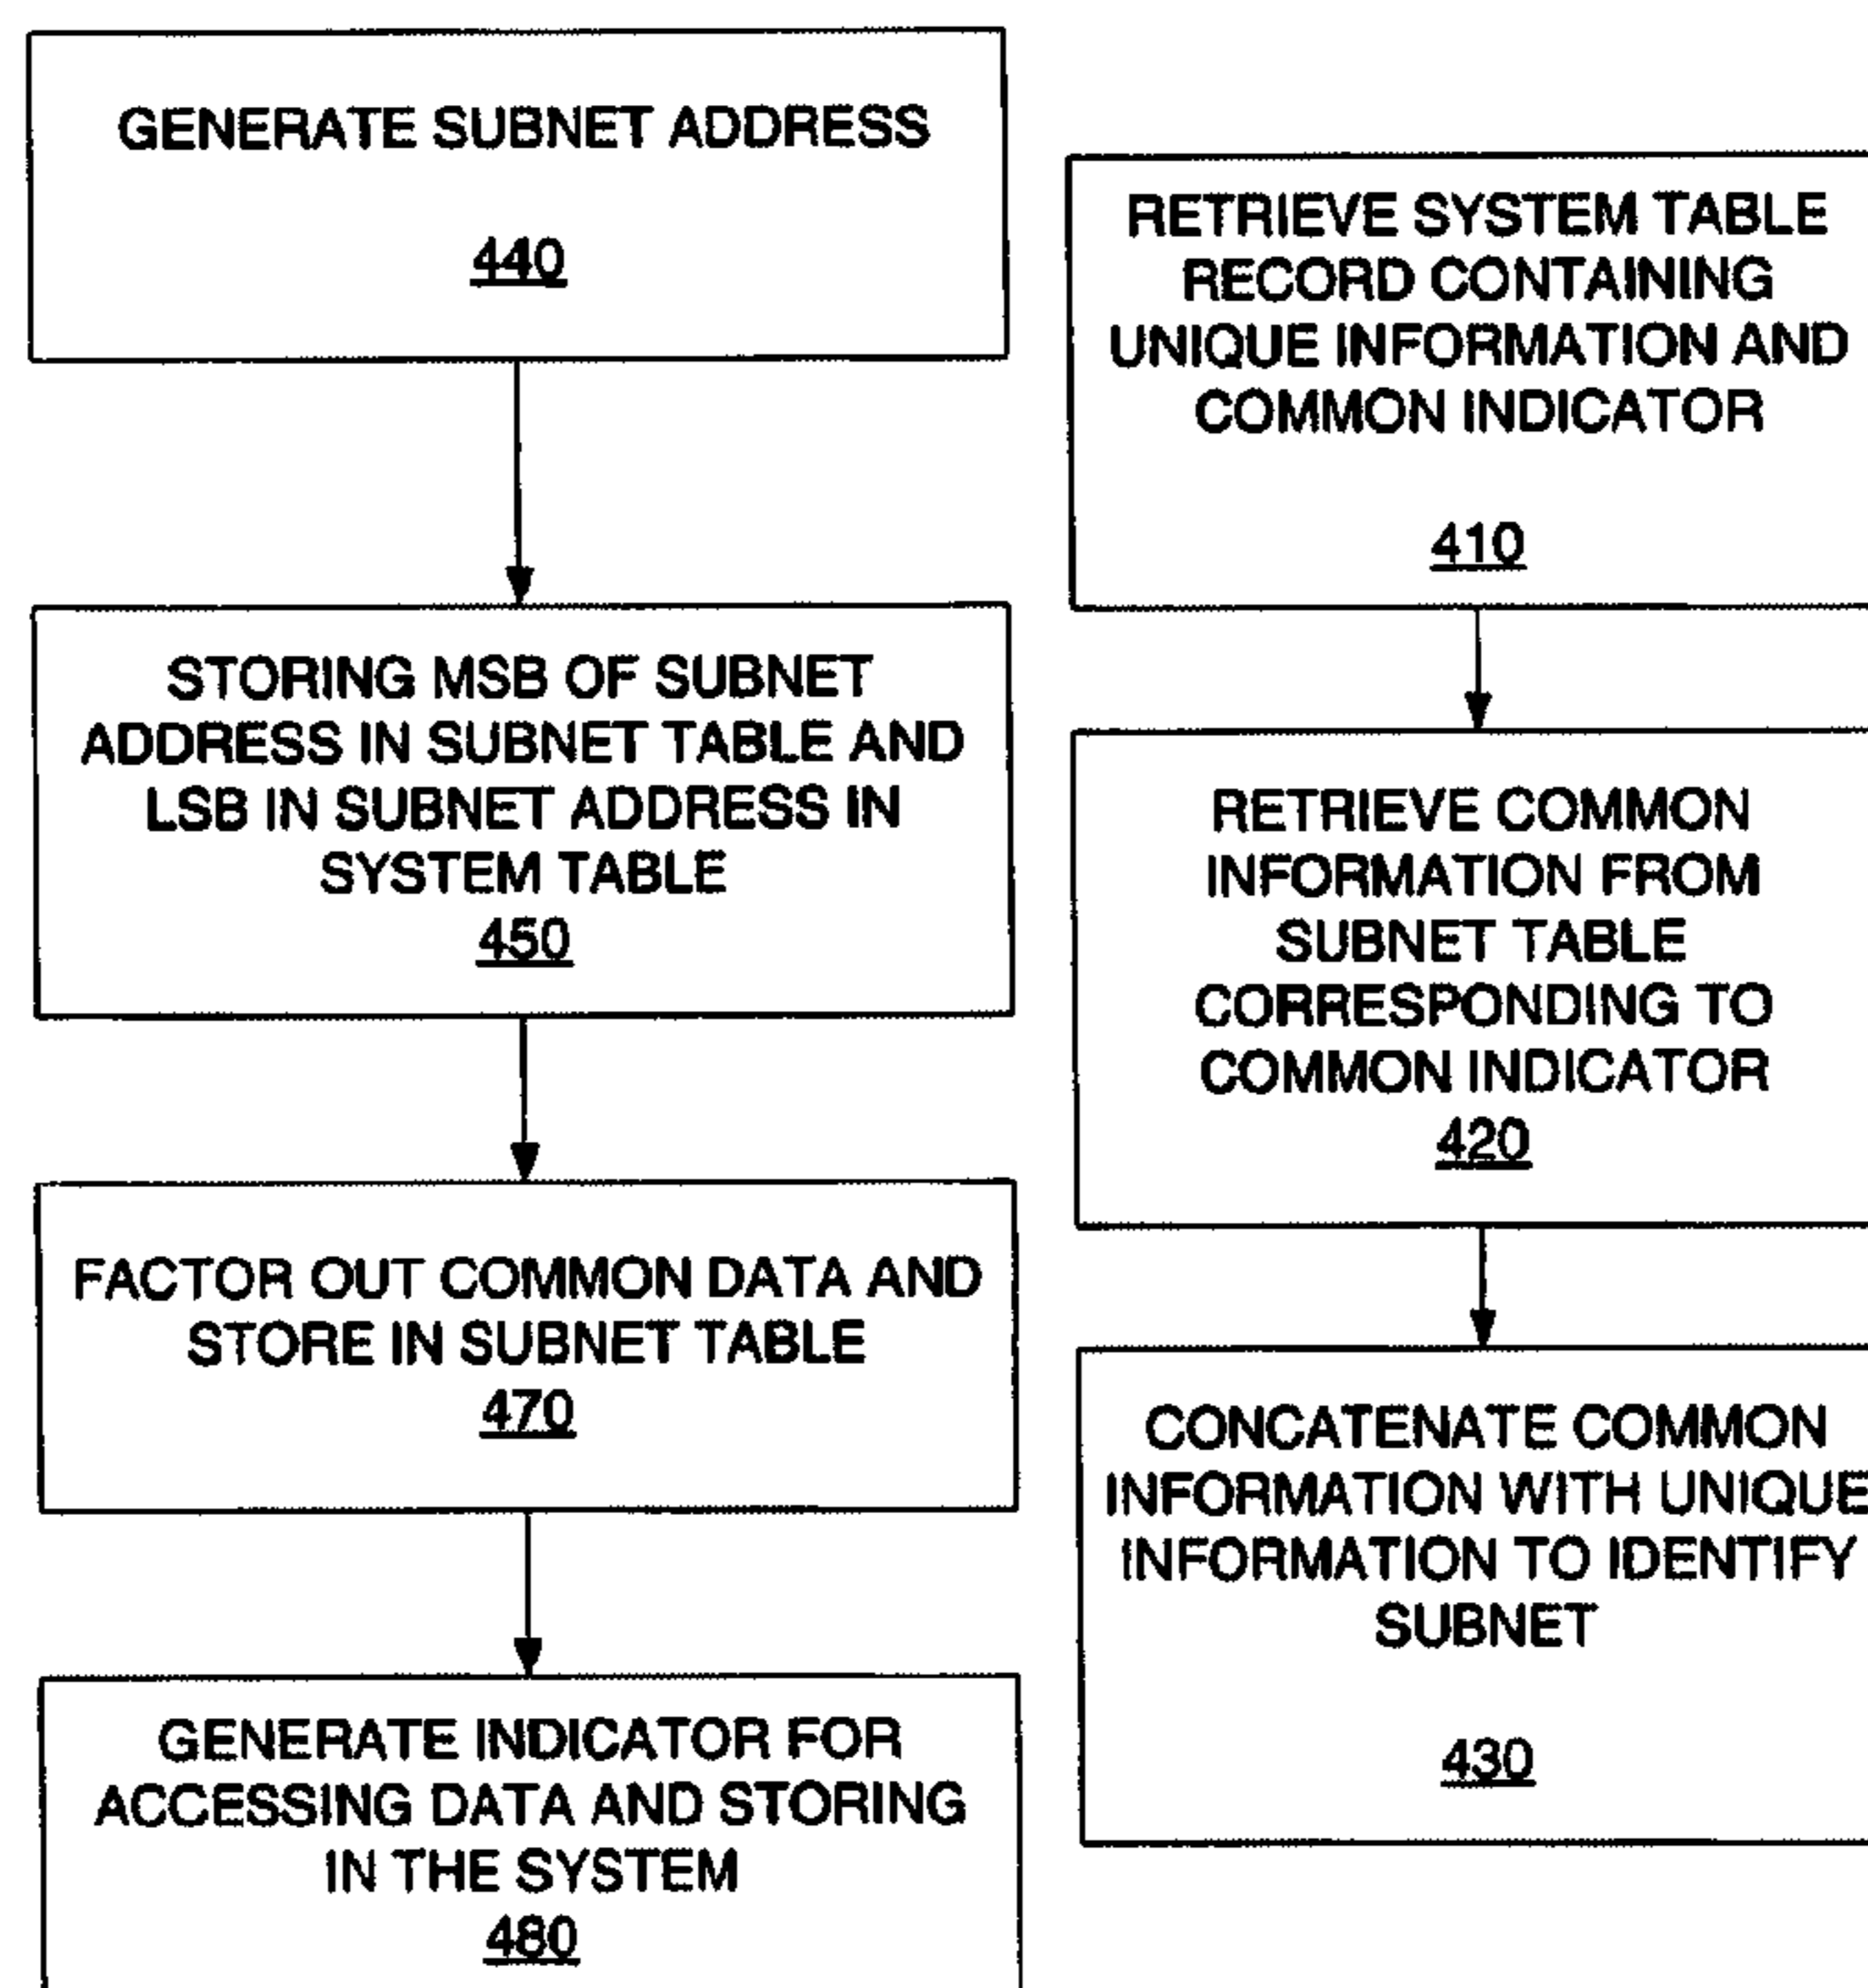 GENERATE SUBNET ADDRESS
440
STORING MSB OF SUBNET
ADDRESS IN SUBNET TABLE AND
LSB IN SUBNET ADDRESS IN
SYSTEM TABLE
450
FACTOR OUT COMMON DATA AND
STORE IN SUBNET TABLE
470
GENERATE INDICATOR FOR
ACCESSING DATA AND STORING
IN THE SYSTEM
480
RETRIEVE SYSTEM TABLE
RECORD CONTAINING
UNIQUE INFORMATION AND
COMMON INDICATOR
410
RETRIEVE COMMON
INFORMATION FROM
SUBNET TABLE
CORRESPONDING TO
COMMON INDICATOR
420
CONCATENATE COMMON
INFORMATION WITH UNIQUE
INFORMATION TO IDENTIFY
SUBNET
430